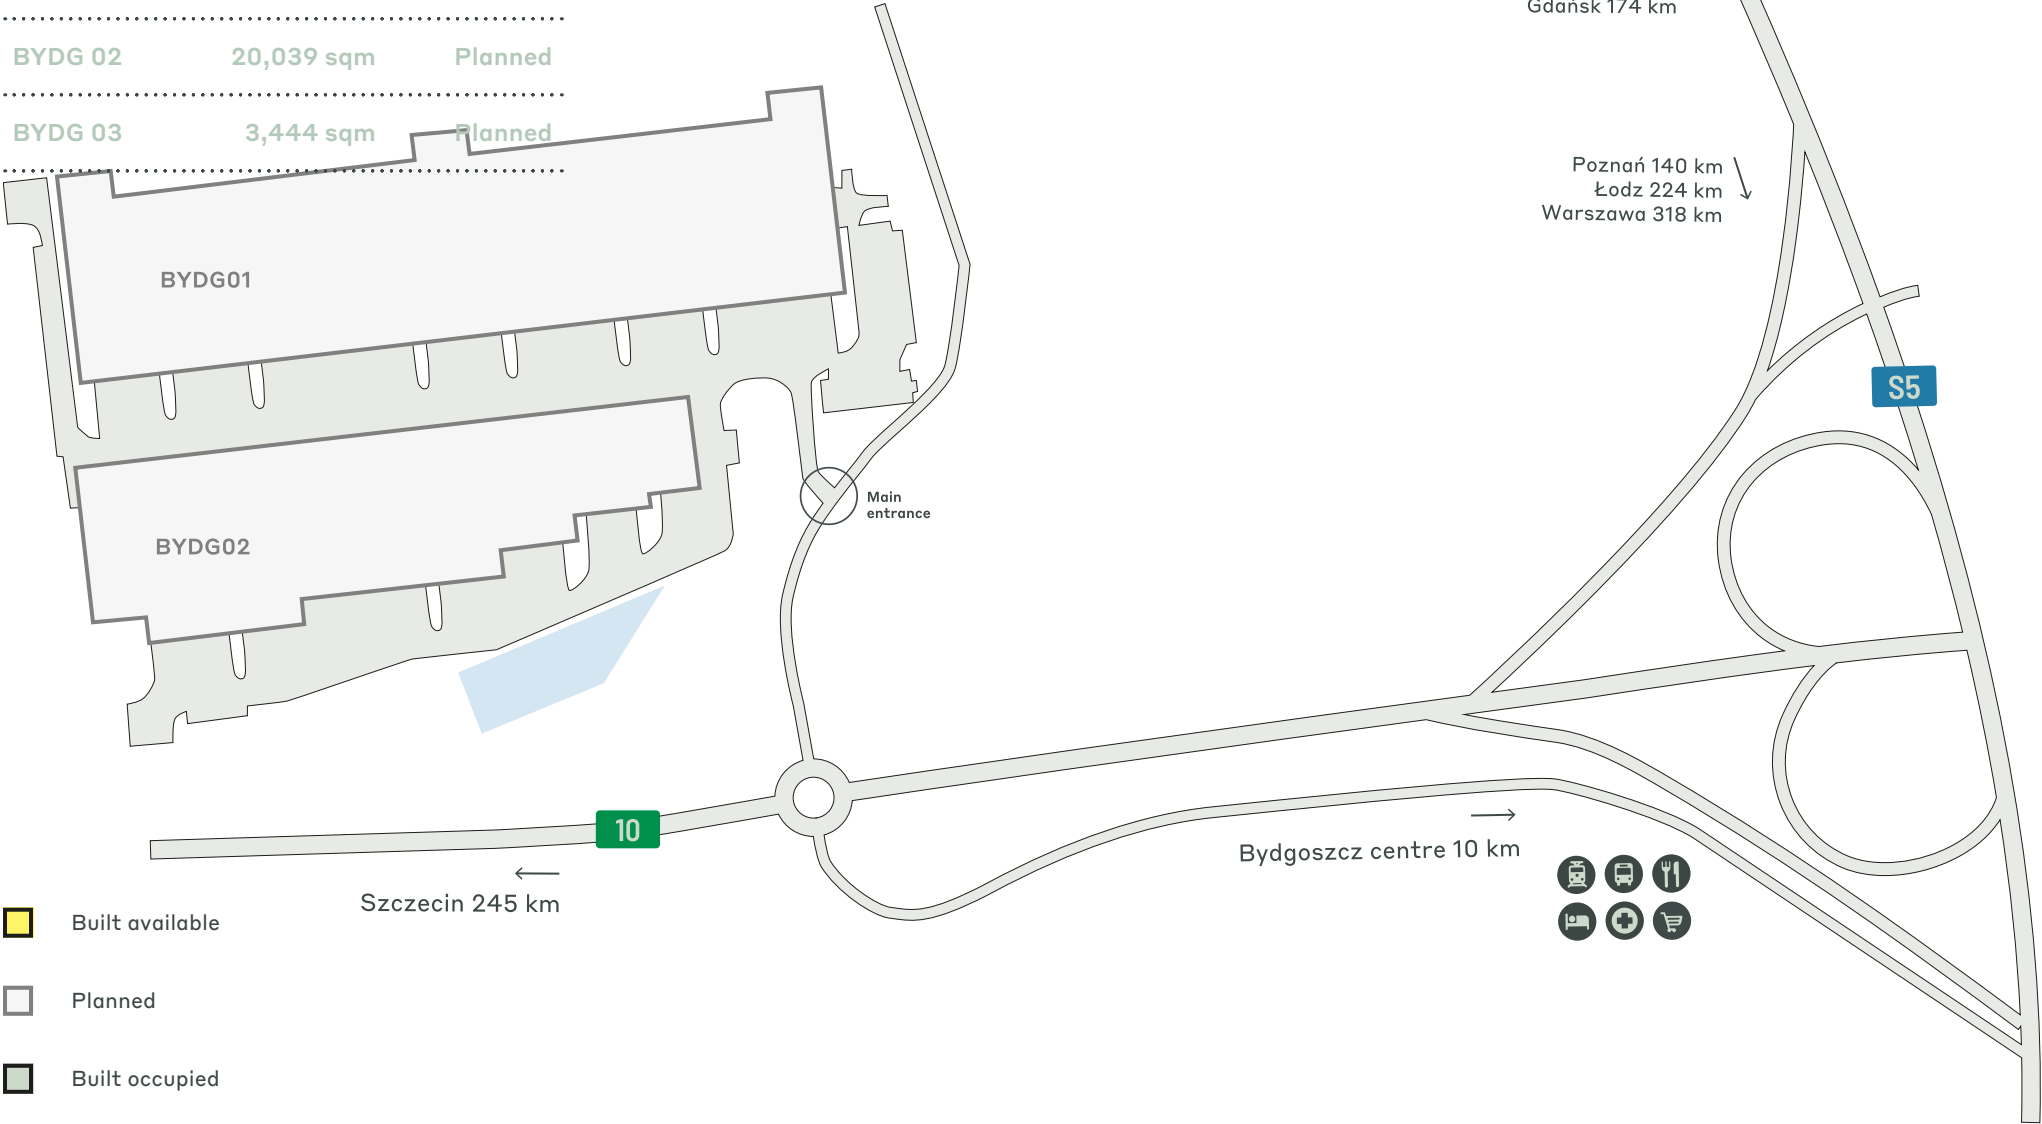 Gdańsk 174 km
BYDG 02 20,039 sqm Planned
BYDG 03 3,444 sqm Planned
Poznań 140 km
Łodz 224 km
Warszawa 318 km
BYDG01
S5
Main
entrance
BYDG02
10
Bydgoszcz centre 10 km
Szczecin 245 km
Built available
Planned
Built occupied